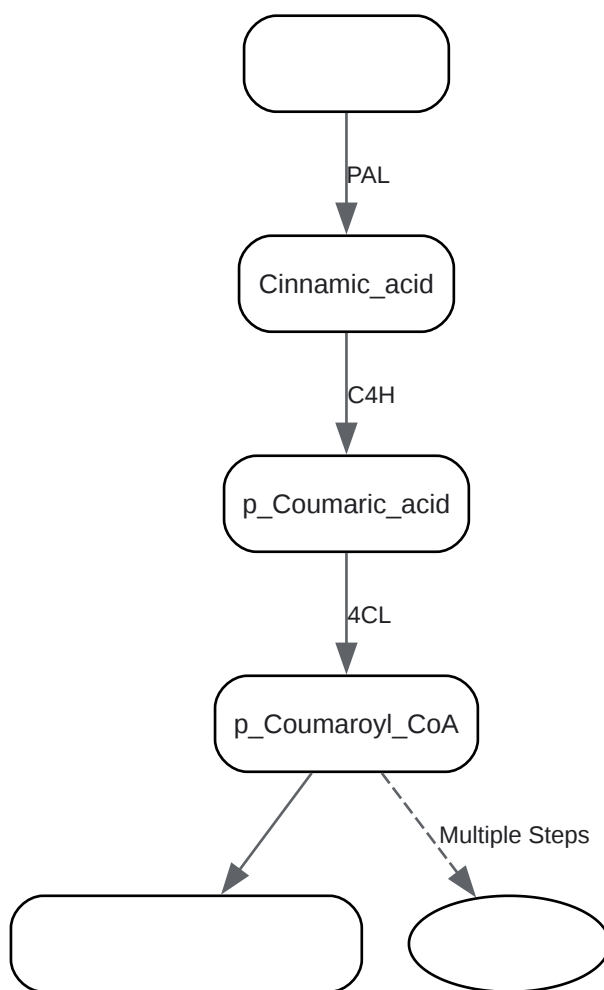 PAL
Cinnamic_acid
C4H
p_Coumaric_acid
4CL
p_Coumaroyl_CoA
Multiple Steps